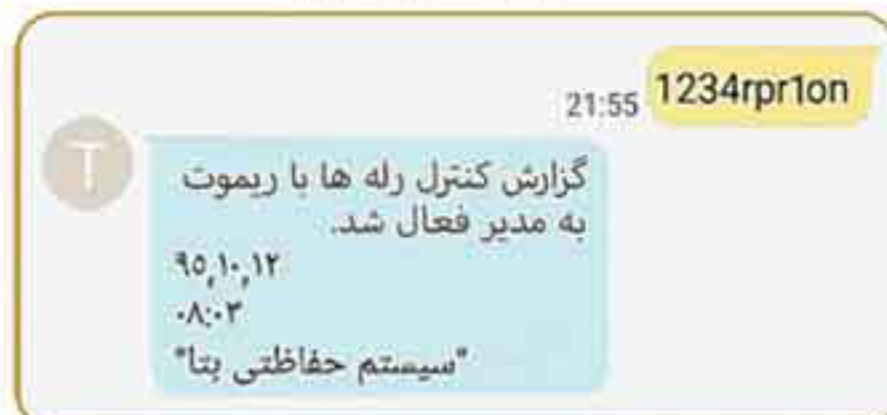 1234rpr1on
21:55
T
گزارش کنترل رله ها با ریموت
به مدیر فعال شد.
۹۵,۱۰,۱۲
۰۸:۰۳
"سیستم حفاظتی بتا"